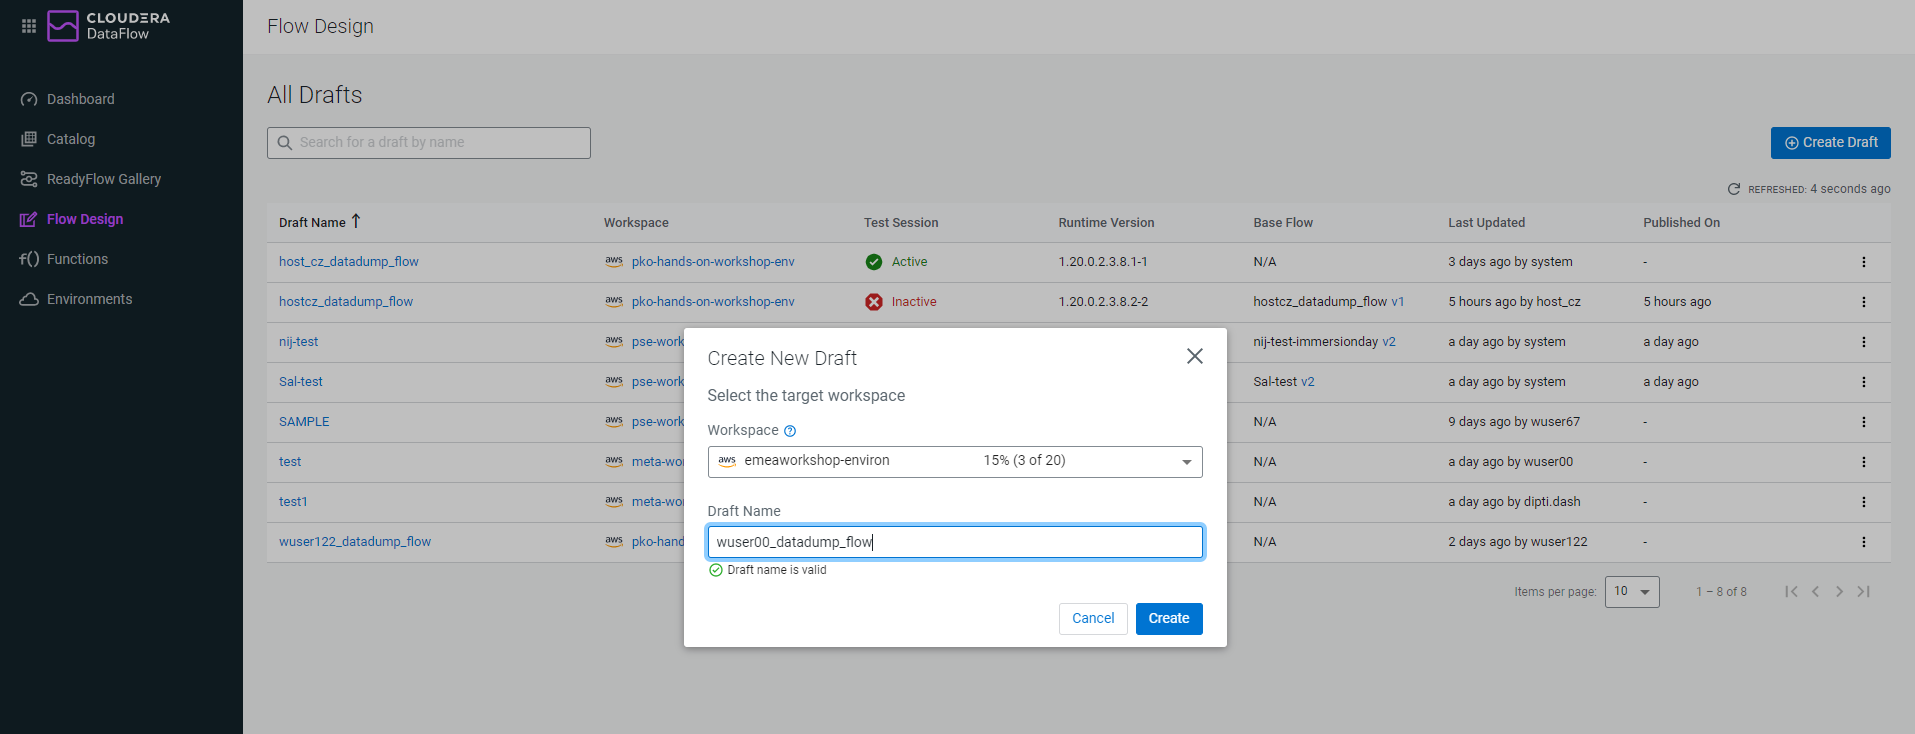 CLOUDERA
DataFlow
Dashboard
Catalog
ReadyFlow Gallery
Flow Design
Functions
Environments
Flow Design
All Drafts
Search for a draft by name
Create Draft
REFRESHED: 4 seconds ago
Draft Name Workspace Test Session Runtime Version Base Flow Last Updated Published On
host_cz_datadump_flow aws pko-hands-on-workshop-env Active 1.20.0.2.3.8.1-1 N/A 3 days ago by system -
hostcz_datadump_flow aws pko-hands-on-workshop-env Inactive 1.20.0.2.3.8.2-2 hostcz_datadump_flow v1 5 hours ago by host_cz 5 hours ago
nij-test aws pse-work nij-test-immersionday v2 a day ago by system a day ago
Sal-test aws pse-work Sal-test v2 a day ago by system a day ago
SAMPLE aws pse-work N/A 9 days ago by wuser67 -
test aws meta-wo N/A a day ago by wuser00 -
test1 aws meta-wo N/A a day ago by dipti.dash -
wuser122_datadump_flow aws pko-hand N/A 2 days ago by wuser122 -
Items per page: 10 1 – 8 of 8
Create New Draft
Select the target workspace
Workspace
aws emeaworkshop-environ 15% (3 of 20)
Draft Name
wuser00_datadump_flow
Draft name is valid
Cancel Create